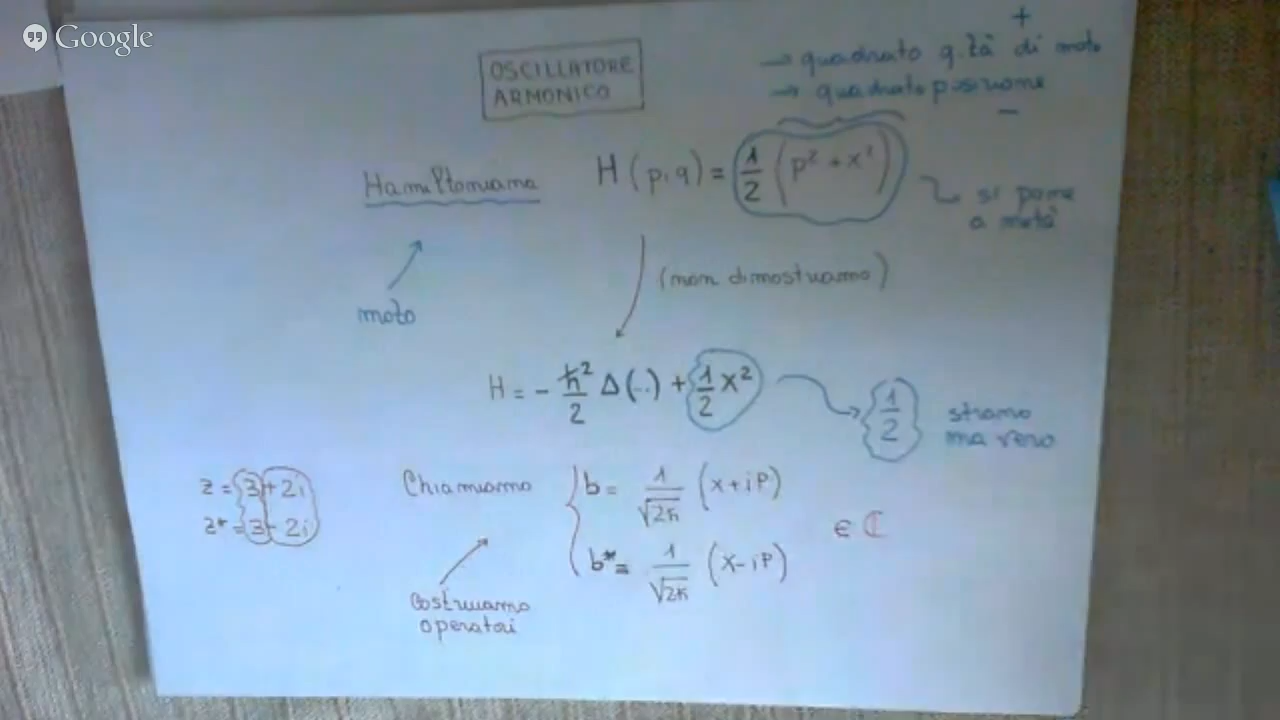 Google
OSCILLATORE
ARMONICO
+
→ quadrato q.tà di moto
→ quadrato posizione
−
Hamiltoniana
H(p,q) = 1/2 (p² + x²)
si pone
a metà
moto
(non dimostriamo)
H = - ℏ²/2 Δ(..) + 1/2 x²
1/2
strano
ma vero
z = 3+2i
z* = 3-2i
Chiamiamo
b = 1/√2ℏ (x+iP)
b* = 1/√2ℏ (x-iP)
∈ ℂ
Costruiamo
operatori